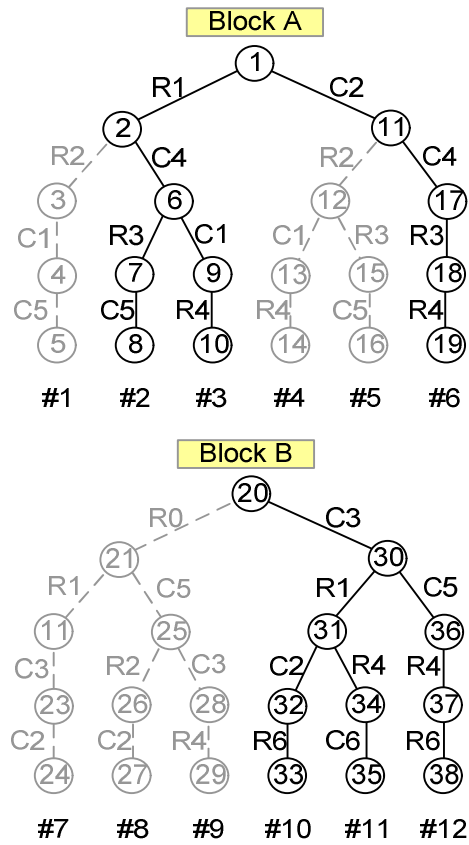 Block A
1
R1 C2
2 11
R2 C4 R2 C4
3 6 12 17
C1 R3 C1 C1 R3 R3
4 7 9 13 15 18
C5 C5 R4 R4 C5 R4
5 8 10 14 16 19
#1 #2 #3 #4 #5 #6
Block B
20
R0 C3
21 30
R1 C5 R1 C5
11 25 31 36
C3 R2 C3 C2 R4 R4
23 26 28 32 34 37
C2 C2 R4 R6 C6 R6
24 27 29 33 35 38
#7 #8 #9 #10 #11 #12